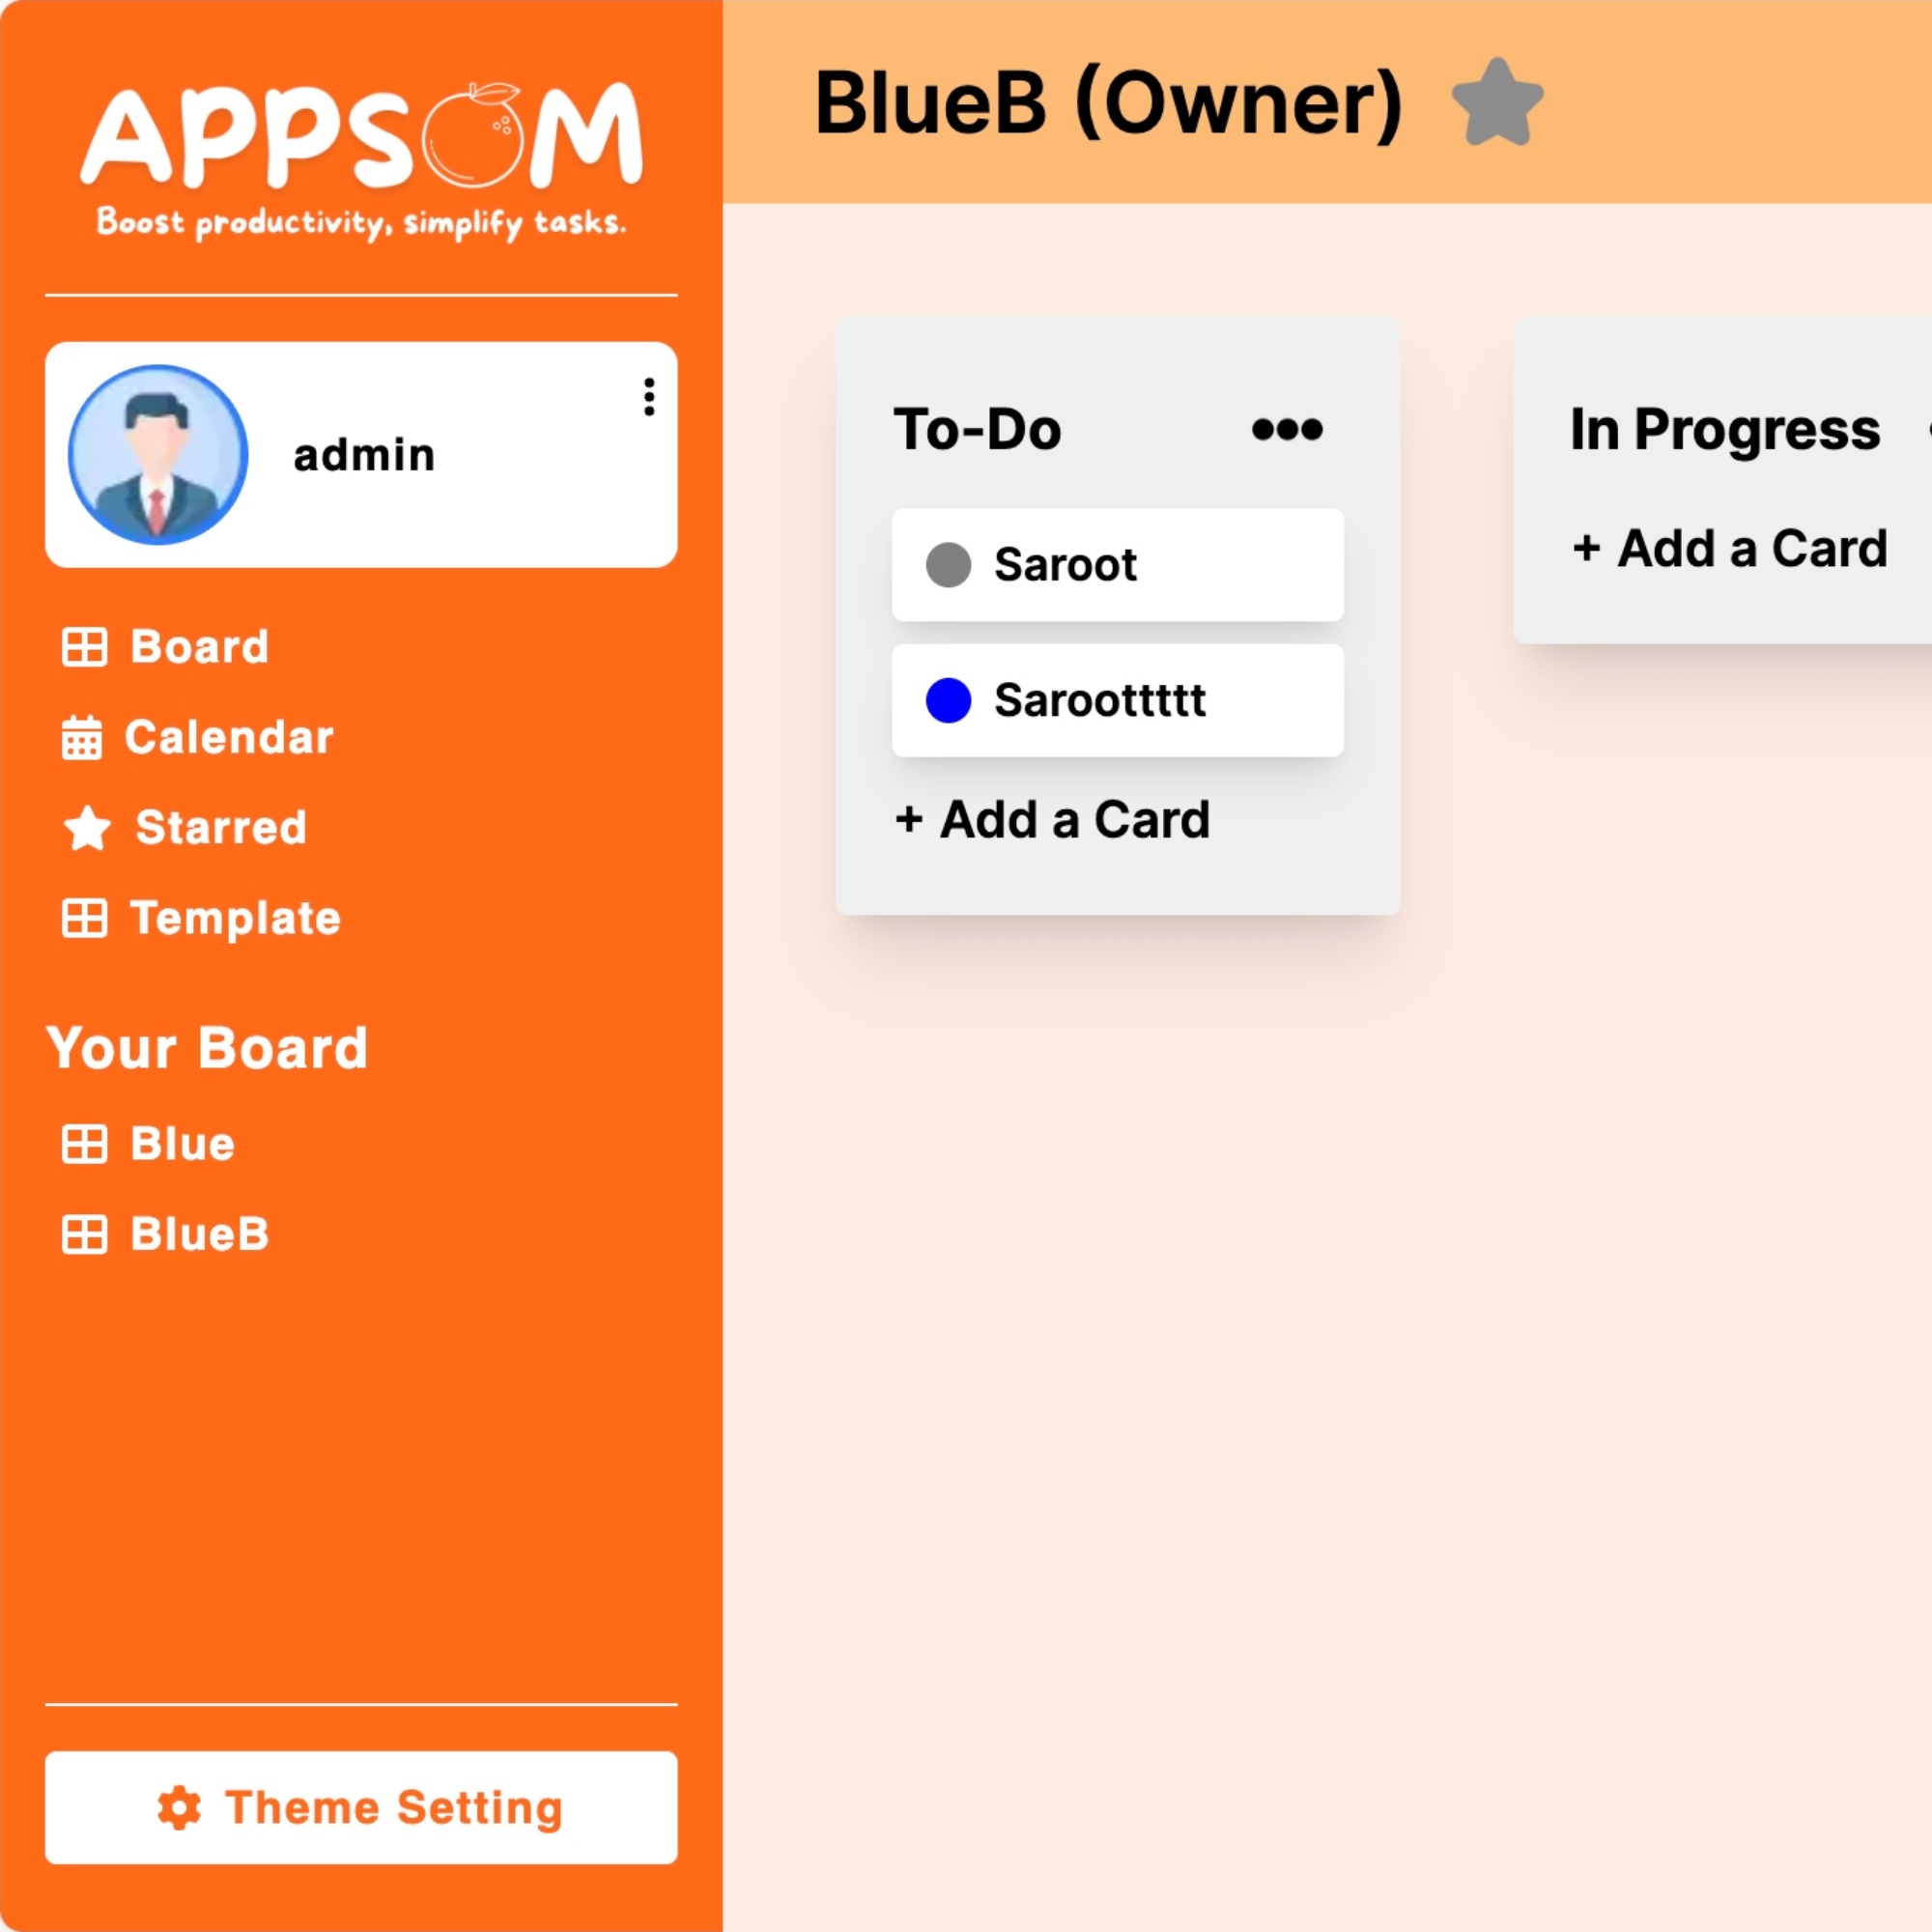 APPSOM
Boost productivity, simplify tasks.
admin
Board
Calendar
Starred
Template
Your Board
Blue
BlueB
Theme Setting
BlueB (Owner)
To-Do
Saroot
Saroottttt
+ Add a Card
In Progress
+ Add a Card